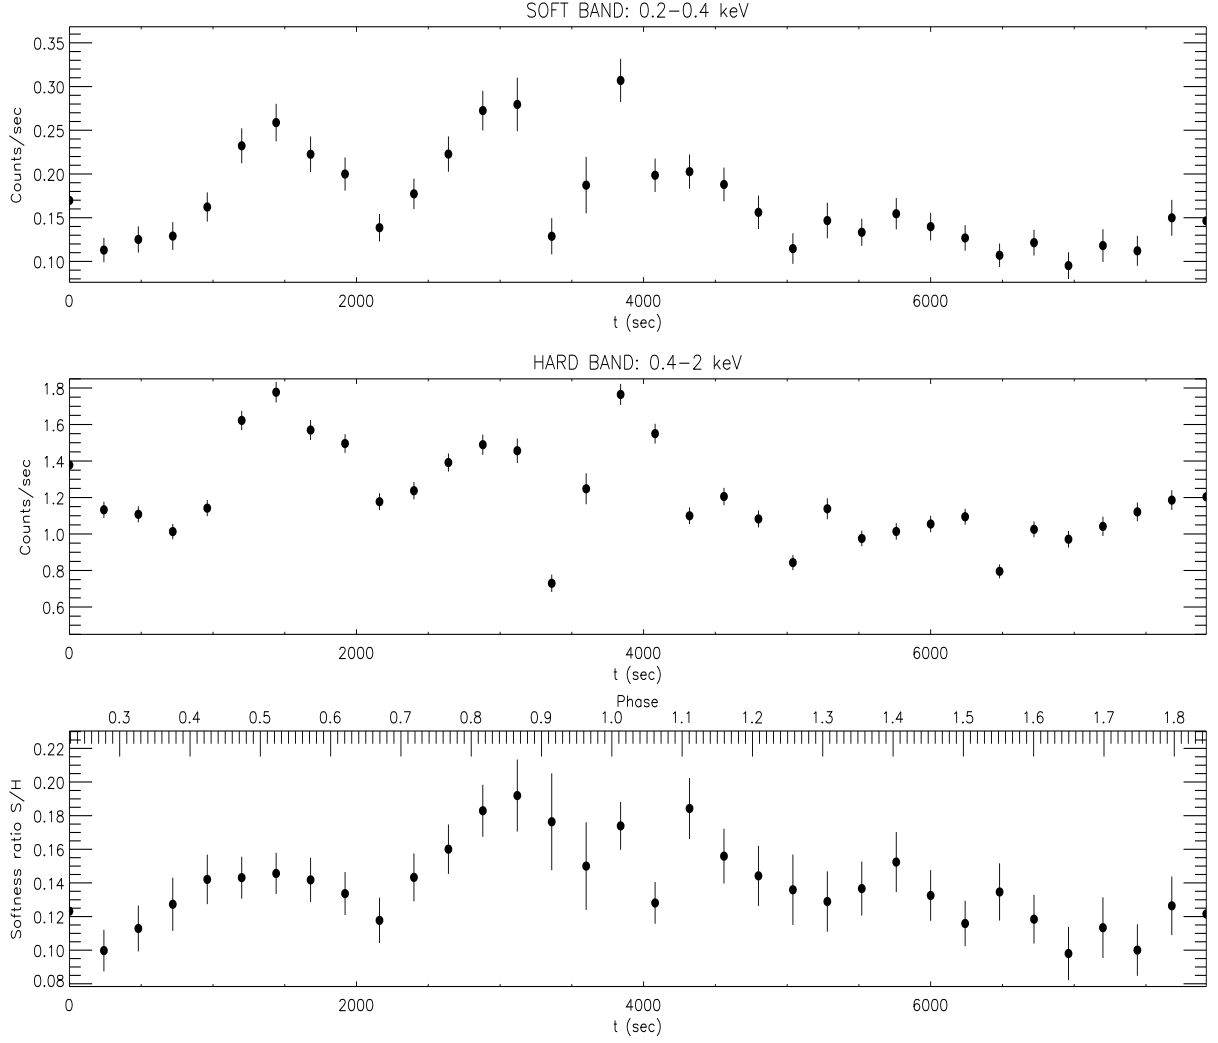 SOFT BAND: 0.2−0.4 keV
0.35
0.30
0.25
0.20
0.15
0.10
Counts/sec
0 2000 4000 6000
t (sec)
HARD BAND: 0.4−2 keV
1.8
1.6
1.4
1.2
1.0
0.8
0.6
Counts/sec
0 2000 4000 6000
t (sec)
Phase
0.3 0.4 0.5 0.6 0.7 0.8 0.9 1.0 1.1 1.2 1.3 1.4 1.5 1.6 1.7 1.8
0.22
0.20
0.18
0.16
0.14
0.12
0.10
0.08
Softness ratio S/H
0 2000 4000 6000
t (sec)